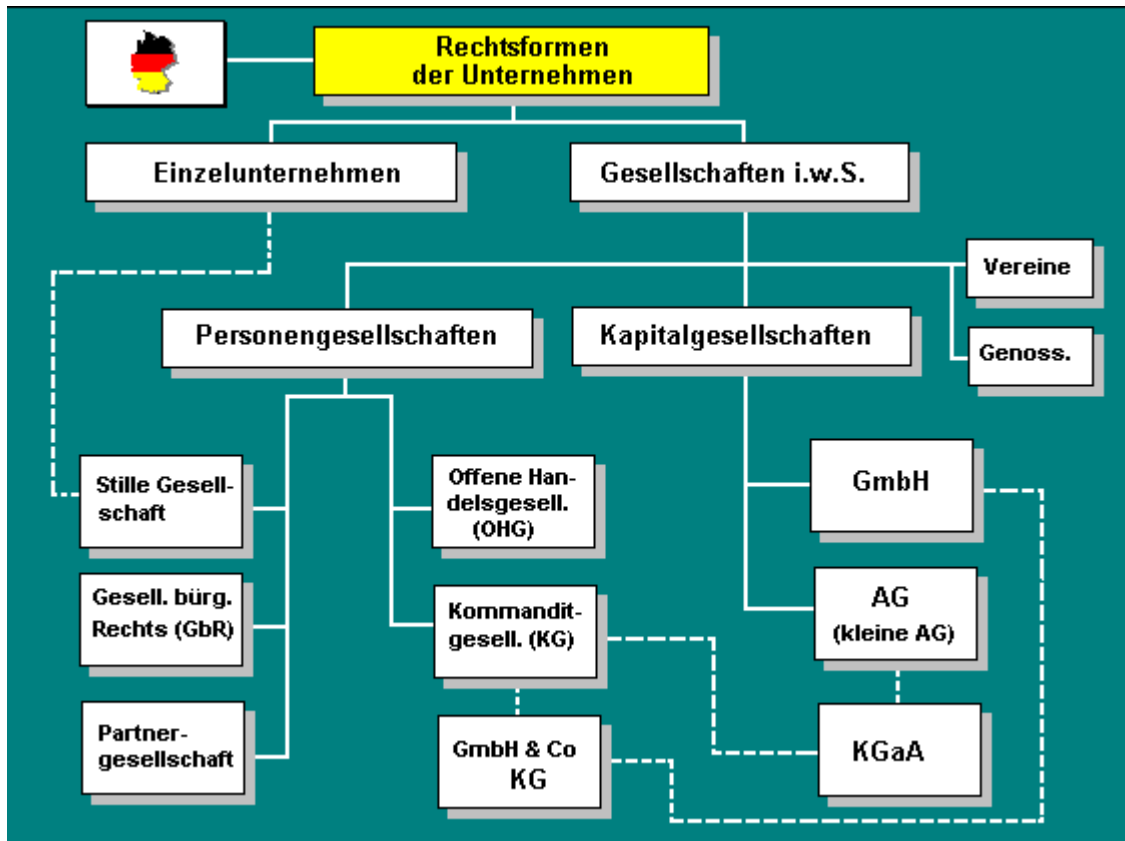 Rechtsformen
der Unternehmen
Einzelunternehmen
Gesellschaften i.w.S.
Vereine
Personengesellschaften
Kapitalgesellschaften
Genoss.
Stille Gesell-
schaft
Offene Han-
delsgesell.
(OHG)
GmbH
Gesell. bürg.
Rechts (GbR)
Kommandit-
gesell. (KG)
AG
(kleine AG)
Partner-
gesellschaft
GmbH & Co
KG
KGaA